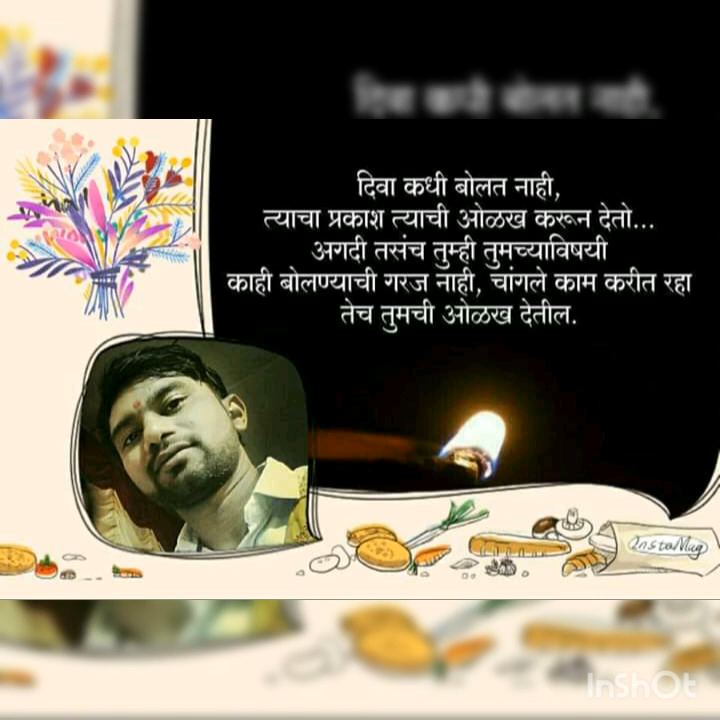 दिवा कधी बोलत नाही,
त्याचा प्रकाश त्याची ओळख करून देतो...
अगदी तसंच तुम्ही तुमच्याविषयी
काही बोलण्याची गरज नाही, चांगले काम करीत रहा
तेच तुमची ओळख देतील.
InstaMag
InShOt